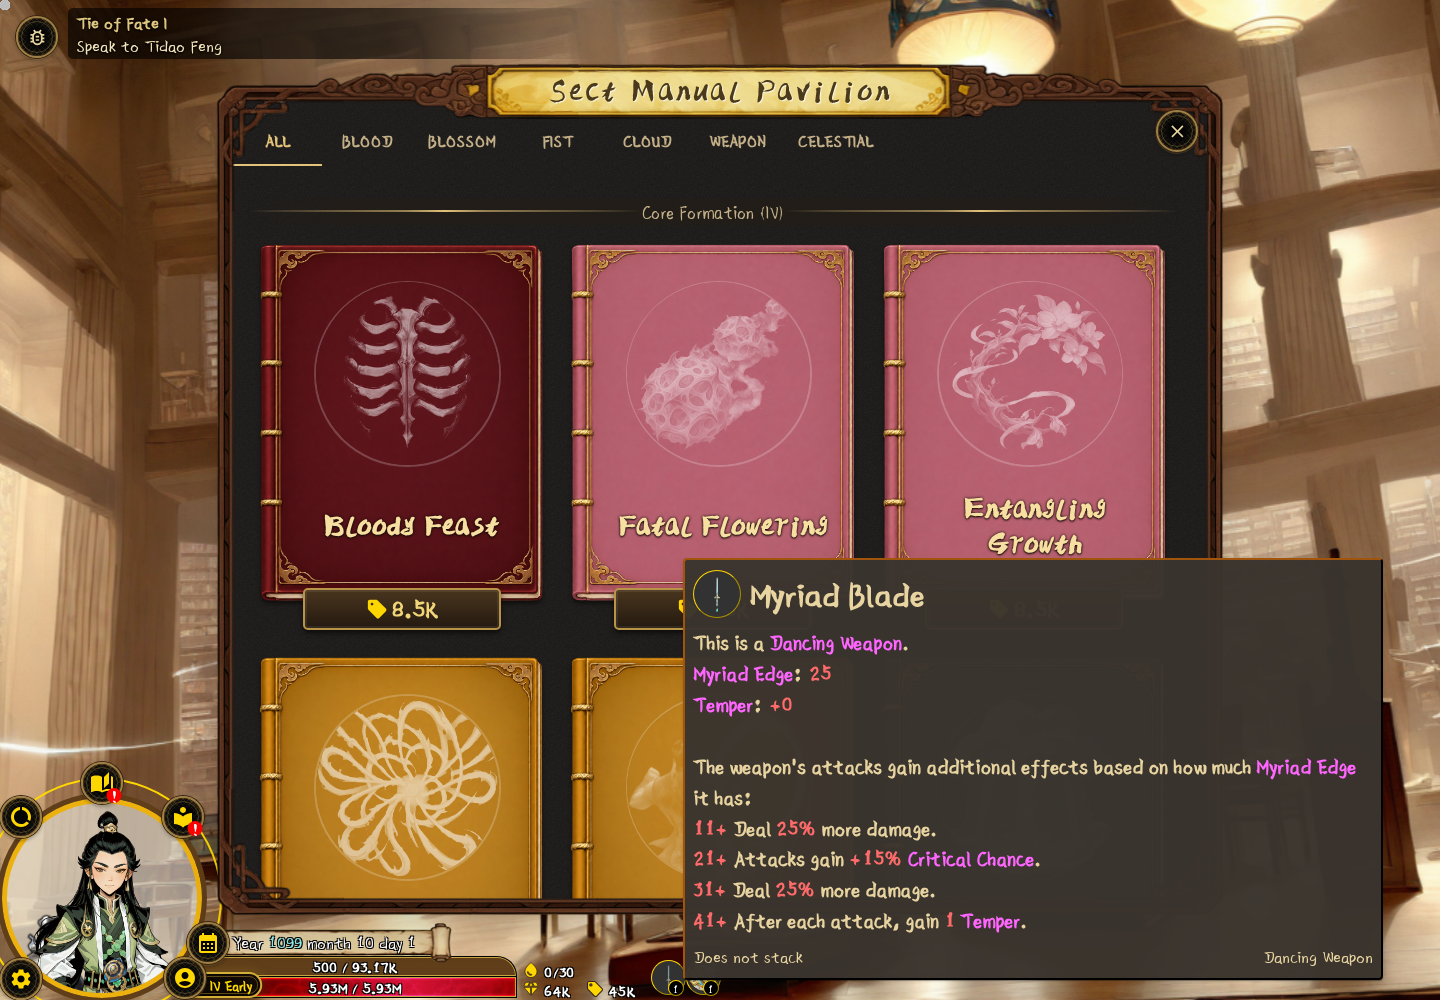 Tie of Fate I
Speak to Tidao Feng
Sect Manual Pavilion
ALL BLOOD BLOSSOM FIST CLOUD WEAPON CELESTIAL
Core Formation (IV)
Bloody Feast
Fatal Flowering
Entangling
Growth
8.5K
8.5K
Myriad Blade
This is a Dancing Weapon.
Myriad Edge: 25
Temper: +0
The weapon's attacks gain additional effects based on how much Myriad Edge
it has:
11+ Deal 25% more damage.
21+ Attacks gain +15% Critical Chance.
31+ Deal 25% more damage.
41+ After each attack, gain 1 Temper.
Does not stack
Dancing Weapon
Year 1099 month 10 day 1
500 / 93.17K
5.93M / 5.93M
IV Early
0/30
64K
45K
f
f